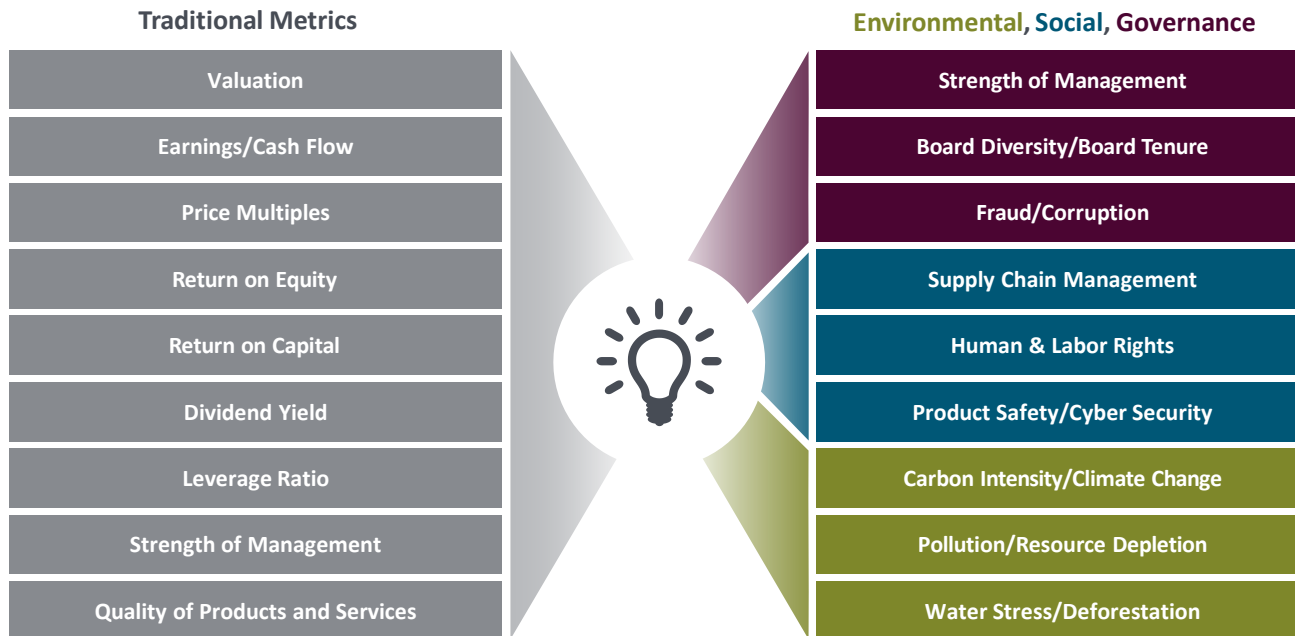 Traditional Metrics
Valuation
Earnings/Cash Flow
Price Multiples
Return on Equity
Return on Capital
Dividend Yield
Leverage Ratio
Strength of Management
Quality of Products and Services
Environmental, Social, Governance
Strength of Management
Board Diversity/Board Tenure
Fraud/Corruption
Supply Chain Management
Human & Labor Rights
Product Safety/Cyber Security
Carbon Intensity/Climate Change
Pollution/Resource Depletion
Water Stress/Deforestation